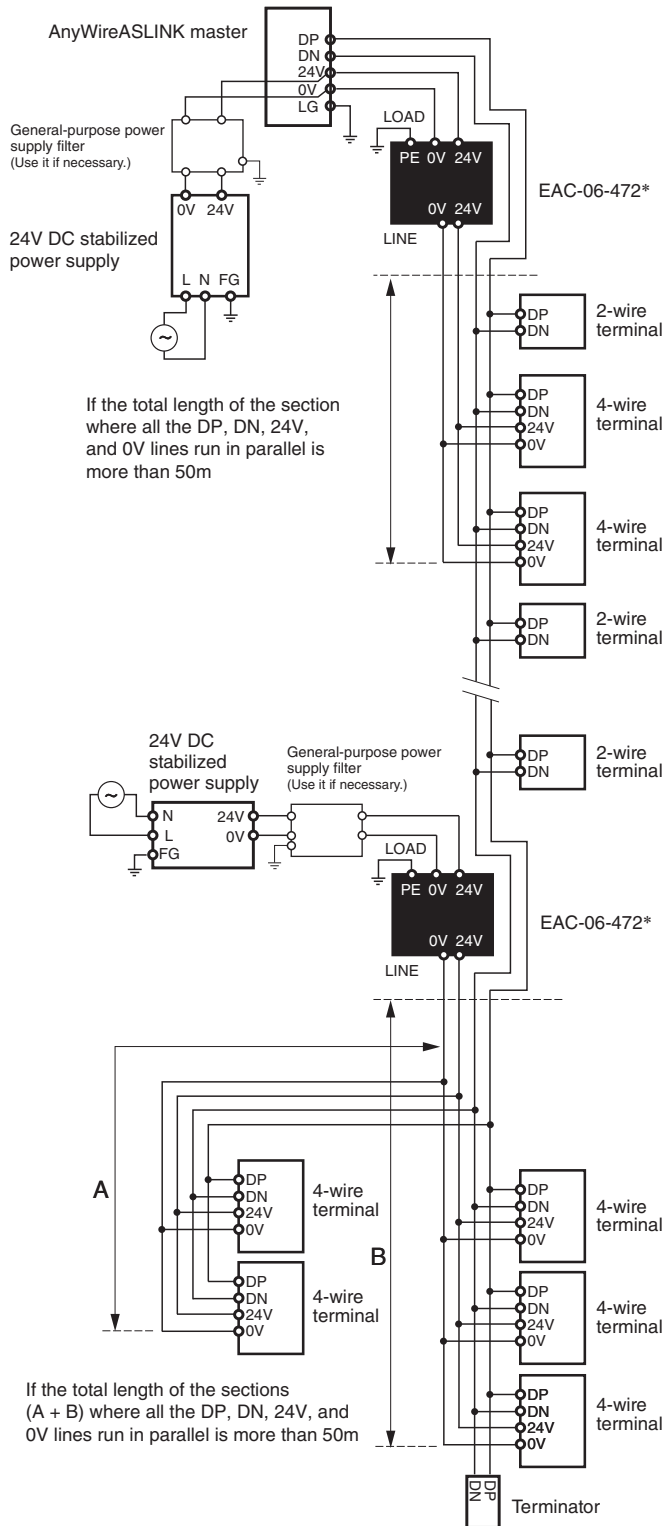 AnyWireASLINK master
DP
DN
24V
0V
LG
General-purpose power
supply filter
(Use it if necessary.)
LOAD
PE 0V 24V
0V 24V
LINE
EAC-06-472*
0V 24V
24V DC stabilized
power supply
L N FG
~
DP
DN
2-wire
terminal
If the total length of the section
where all the DP, DN, 24V,
and 0V lines run in parallel is
more than 50m
DP
DN
24V
0V
4-wire
terminal
DP
DN
24V
0V
4-wire
terminal
DP
DN
2-wire
terminal
DP
DN
2-wire
terminal
24V DC
stabilized
power supply
General-purpose power
supply filter
(Use it if necessary.)
~
N
L
FG
24V
0V
LOAD
PE 0V 24V
0V 24V
LINE
EAC-06-472*
A
B
DP
DN
24V
0V
4-wire
terminal
DP
DN
24V
0V
4-wire
terminal
DP
DN
24V
0V
4-wire
terminal
DP
DN
24V
0V
4-wire
terminal
DP
DN
24V
0V
4-wire
terminal
If the total length of the sections
(A + B) where all the DP, DN, 24V, and
0V lines run in parallel is more than 50m
DP
DN
Terminator